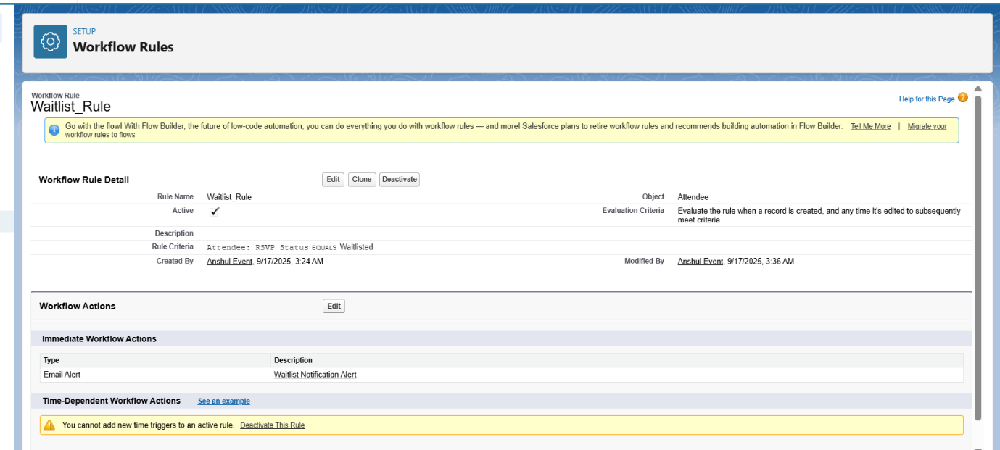 SETUP
Workflow Rules
Workflow Rule
Waitlist_Rule
Help for this Page
Go with the flow! With Flow Builder, the future of low-code automation, you can do everything you do with workflow rules — and more! Salesforce plans to retire workflow rules and recommends building automation in Flow Builder. Tell Me More | Migrate your
workflow rules to flows
Workflow Rule Detail Edit Clone Deactivate
Rule Name Waitlist_Rule Object Attendee
Active Evaluation Criteria Evaluate the rule when a record is created, and any time it's edited to subsequently
meet criteria
Description
Rule Criteria Attendee: RSVP Status EQUALS Waitlisted
Created By Anshul Event, 9/17/2025, 3:24 AM Modified By Anshul Event, 9/17/2025, 3:36 AM
Workflow Actions Edit
Immediate Workflow Actions
Type Description
Email Alert Waitlist Notification Alert
Time-Dependent Workflow Actions See an example
You cannot add new time triggers to an active rule. Deactivate This Rule